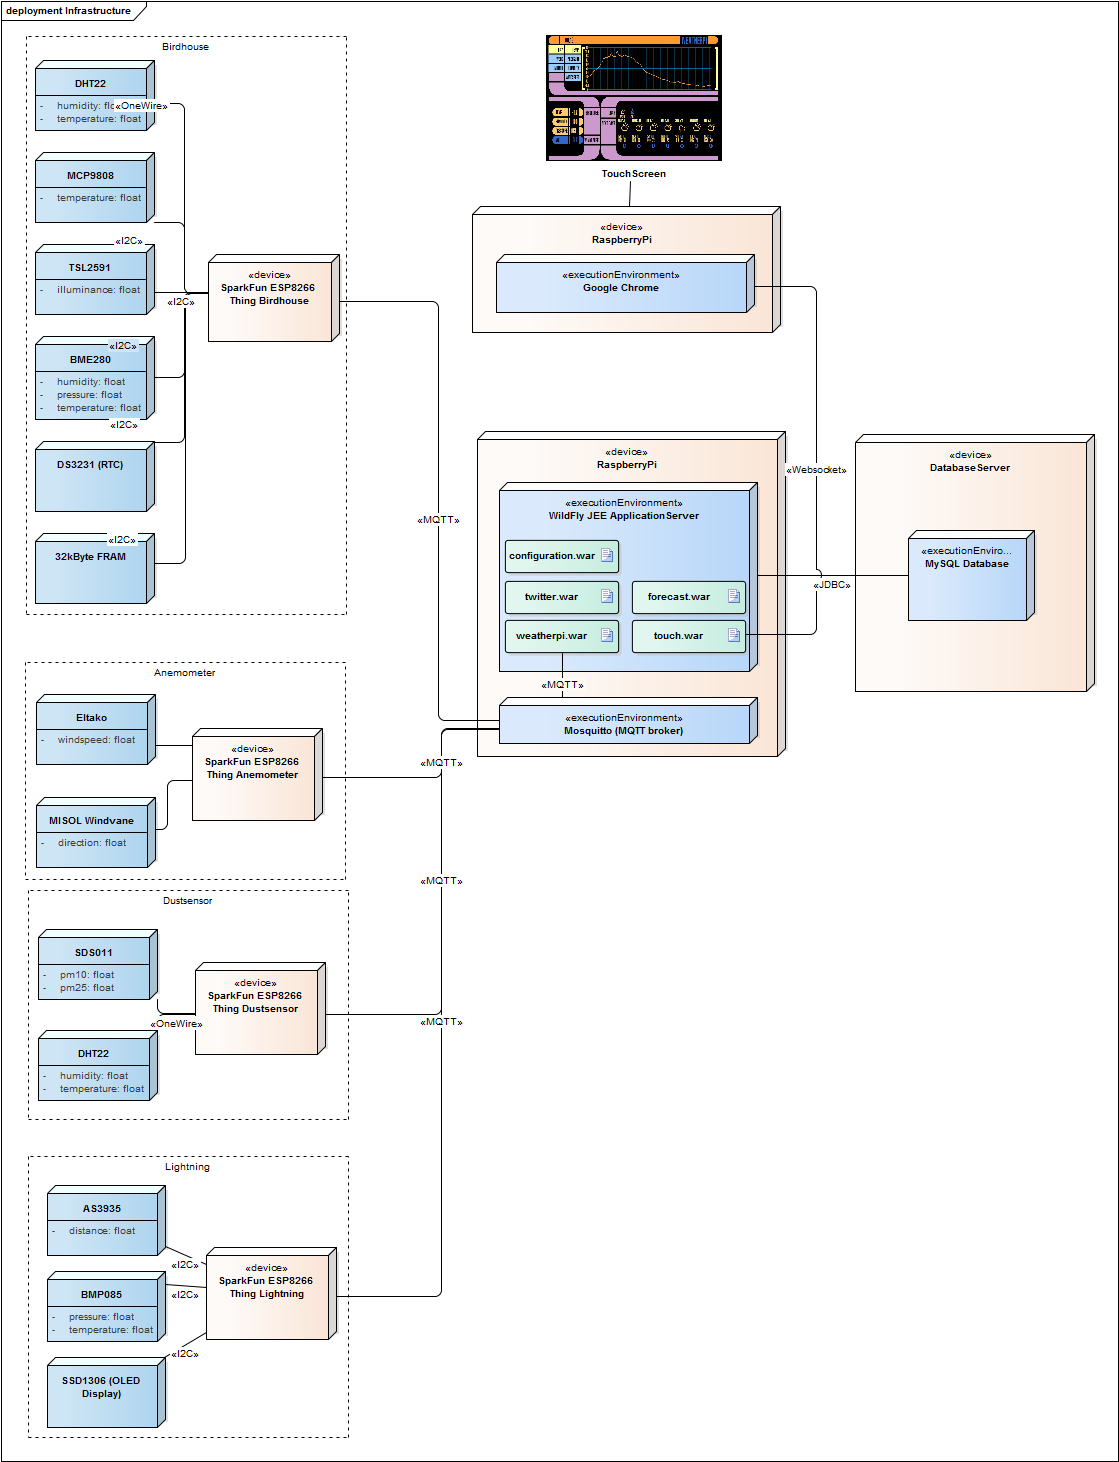 deployment Infrastructure
Birdhouse
DHT22
- humidity: flo
«OneWire»
- temperature: float
MCP9808
- temperature: float
«I2C»
TSL2591
- illuminance: float
«I2C»
«device»
SparkFun ESP8266
Thing Birdhouse
«I2C»
BME280
- humidity: float
- pressure: float
- temperature: float
«I2C»
DS3231 (RTC)
«I2C»
32kByte FRAM
TouchScreen
«device»
RaspberryPi
«executionEnvironment»
Google Chrome
«Websocket»
«device»
RaspberryPi
«executionEnvironment»
WildFly JEE ApplicationServer
configuration.war
twitter.war
forecast.war
weatherpi.war
touch.war
«MQTT»
«executionEnvironment»
Mosquitto (MQTT broker)
«JDBC»
«device»
DatabaseServer
«executionEnviro...
MySQL Database
«MQTT»
Anemometer
Eltako
- windspeed: float
«device»
SparkFun ESP8266
Thing Anemometer
MISOL Windvane
- direction: float
«MQTT»
«MQTT»
Dustsensor
SDS011
- pm10: float
- pm25: float
«device»
SparkFun ESP8266
Thing Dustsensor
«OneWire»
DHT22
- humidity: float
- temperature: float
«MQTT»
Lightning
AS3935
- distance: float
«I2C»
«device»
SparkFun ESP8266
Thing Lightning
BMP085
- pressure: float
- temperature: float
«I2C»
«I2C»
SSD1306 (OLED
Display)